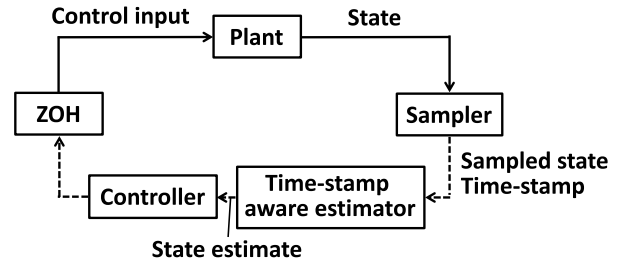 Control input
Plant
State
ZOH
Sampler
Sampled state
Time-stamp
Time-stamp
aware estimator
Controller
State estimate